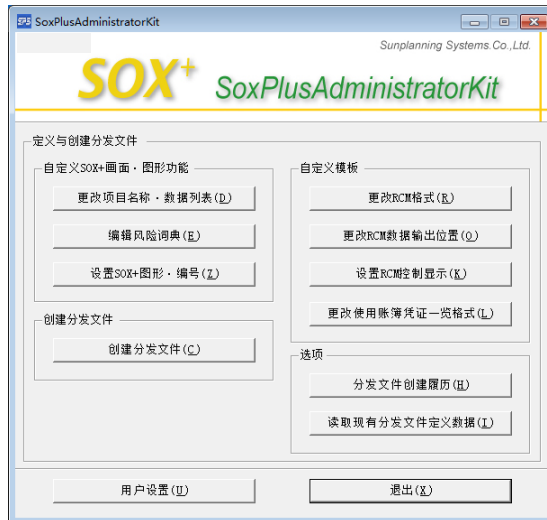 SPS SoxPlusAdministratorKit
Sunplanning Systems.Co.,Ltd.
SOX+ SoxPlusAdministratorKit
定义与创建分发文件
自定义SOX+画面・图形功能
更改项目名称・数据列表(D)
编辑风险词典(E)
设置SOX+图形・编号(Z)
创建分发文件
创建分发文件(C)
自定义模板
更改RCM格式(R)
更改RCM数据输出位置(O)
设置RCM控制显示(K)
更改使用账簿凭证一览格式(L)
选项
分发文件创建履历(H)
读取现有分发文件定义数据(I)
用户设置(U)
退出(X)